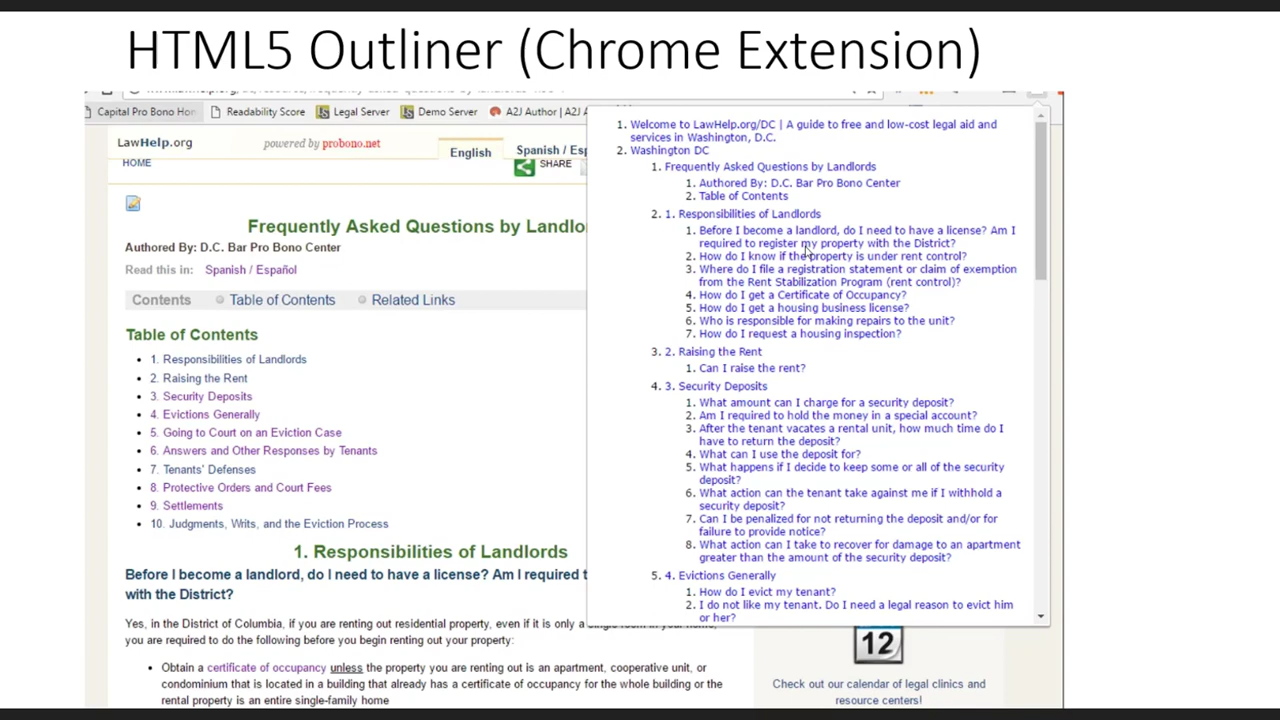 HTML5 Outliner (Chrome Extension)
Capital Pro Bono Hon
Readability Score
Legal Server
Demo Server
A2J Author | A2J A
LawHelp.org
powered by probono.net
English
Spanish / Esp
HOME
SHARE
Frequently Asked Questions by Landlo
Authored By: D.C. Bar Pro Bono Center
Read this in: Spanish / Español
Contents
Table of Contents
Related Links
Table of Contents
1. Responsibilities of Landlords
2. Raising the Rent
3. Security Deposits
4. Evictions Generally
5. Going to Court on an Eviction Case
6. Answers and Other Responses by Tenants
7. Tenants' Defenses
8. Protective Orders and Court Fees
9. Settlements
10. Judgments, Writs, and the Eviction Process
1. Responsibilities of Landlords
Before I become a landlord, do I need to have a license? Am I required t
with the District?
Yes, in the District of Columbia, if you are renting out residential property, even if it is only a single room in your home,
you are required to do the following before you begin renting out your property:
Obtain a certificate of occupancy unless the property you are renting out is an apartment, cooperative unit, or
condominium that is located in a building that already has a certificate of occupancy for the whole building or the
rental property is an entire single-family home
1. Welcome to LawHelp.org/DC | A guide to free and low-cost legal aid and
services in Washington, D.C.
2. Washington DC
1. Frequently Asked Questions by Landlords
1. Authored By: D.C. Bar Pro Bono Center
2. Table of Contents
2. 1. Responsibilities of Landlords
1. Before I become a landlord, do I need to have a license? Am I
required to register my property with the District?
2. How do I know if the property is under rent control?
3. Where do I file a registration statement or claim of exemption
from the Rent Stabilization Program (rent control)?
4. How do I get a Certificate of Occupancy?
5. How do I get a housing business license?
6. Who is responsible for making repairs to the unit?
7. How do I request a housing inspection?
3. 2. Raising the Rent
1. Can I raise the rent?
4. 3. Security Deposits
1. What amount can I charge for a security deposit?
2. Am I required to hold the money in a special account?
3. After the tenant vacates a rental unit, how much time do I
have to return the deposit?
4. What can I use the deposit for?
5. What happens if I decide to keep some or all of the security
deposit?
6. What action can the tenant take against me if I withhold a
security deposit?
7. Can I be penalized for not returning the deposit and/or for
failure to provide notice?
8. What action can I take to recover for damage to an apartment
greater than the amount of the security deposit?
5. 4. Evictions Generally
1. How do I evict my tenant?
2. I do not like my tenant. Do I need a legal reason to evict him
or her?
12
Check out our calendar of legal clinics and
resource centers!